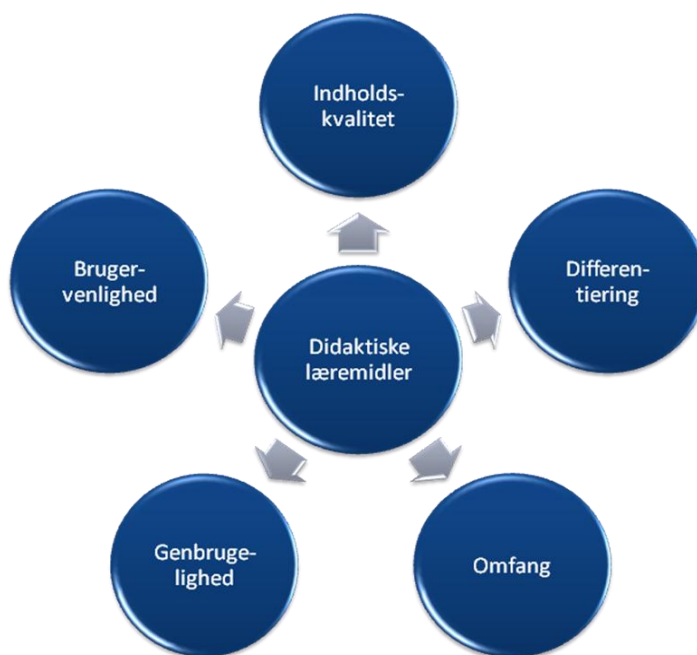 Indholds-
kvalitet
Bruger-
venlighed
Differen-
tiering
Didaktiske
læremidler
Genbruge-
lighed
Omfang